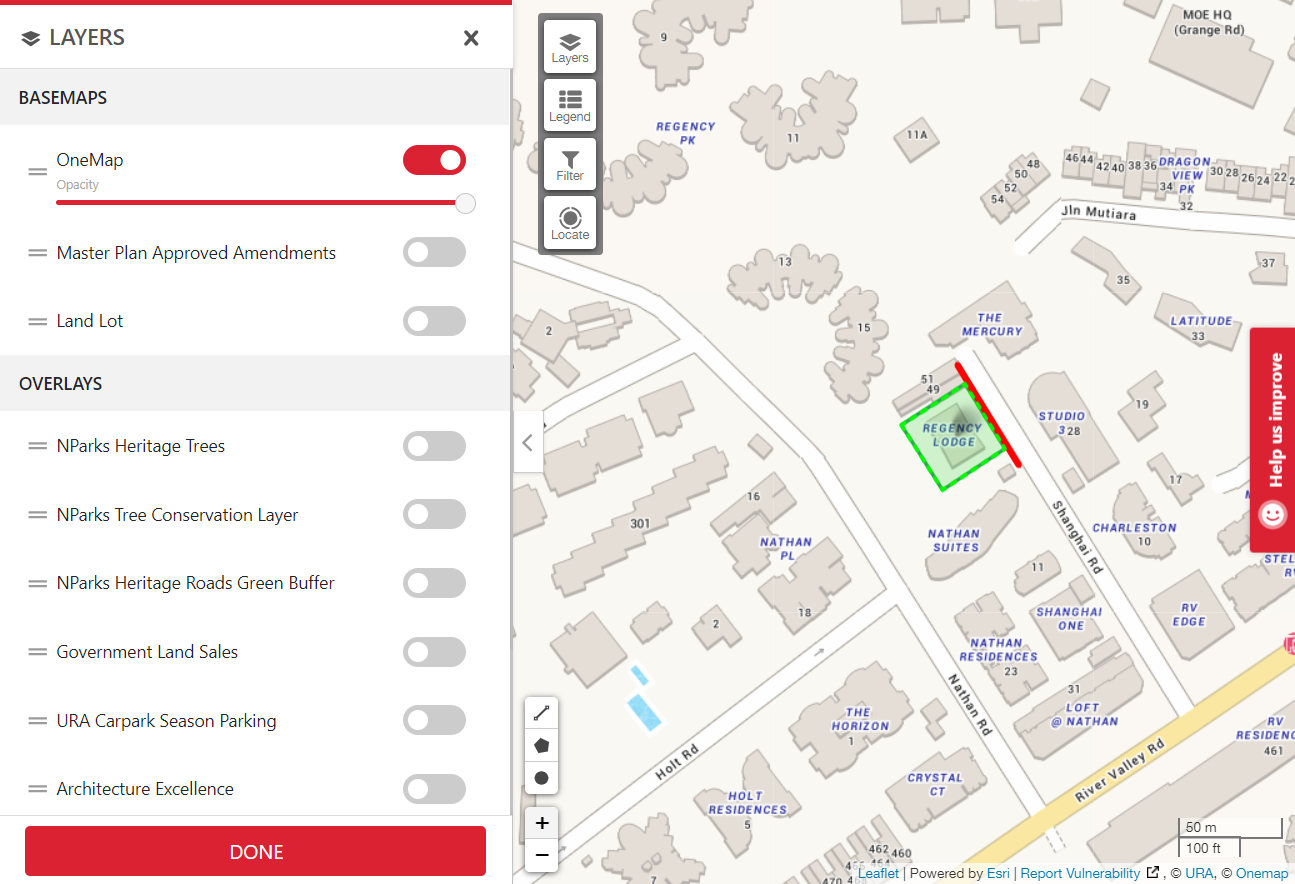 LAYERS
BASEMAPS
OneMap
Opacity
Master Plan Approved Amendments
Land Lot
OVERLAYS
NParks Heritage Trees
NParks Tree Conservation Layer
NParks Heritage Roads Green Buffer
Government Land Sales
URA Carpark Season Parking
Architecture Excellence
DONE
Layers
Legend
Filter
Locate
MOE HQ
(Grange Rd)
9
REGENCY
PK
11
11A
48
50
52
54
46 44
42 40
38 36
DRAGON
VIEW
PK
34
32
30 28
26 24
22
Jln Mutiara
13
15
35
37
LATITUDE
33
THE
MERCURY
2
51
49
REGENCY
LODGE
STUDIO
3 28
19
17
Help us improve
301
16
NATHAN
PL
18
2
NATHAN
SUITES
Shanghai Rd
CHARLESTON
10
11
SHANGHAI
ONE
RV
EDGE
NATHAN
RESIDENCES
23
31
LOFT
@ NATHAN
Nathan Rd
THE
HORIZON
1
Holt Rd
HOLT
RESIDENCES
5
CRYSTAL
CT
River Valley Rd
RV
461
462 460
7
+
−
50 m
100 ft
Leaflet | Powered by Esri | Report Vulnerability , © URA, © Onemap